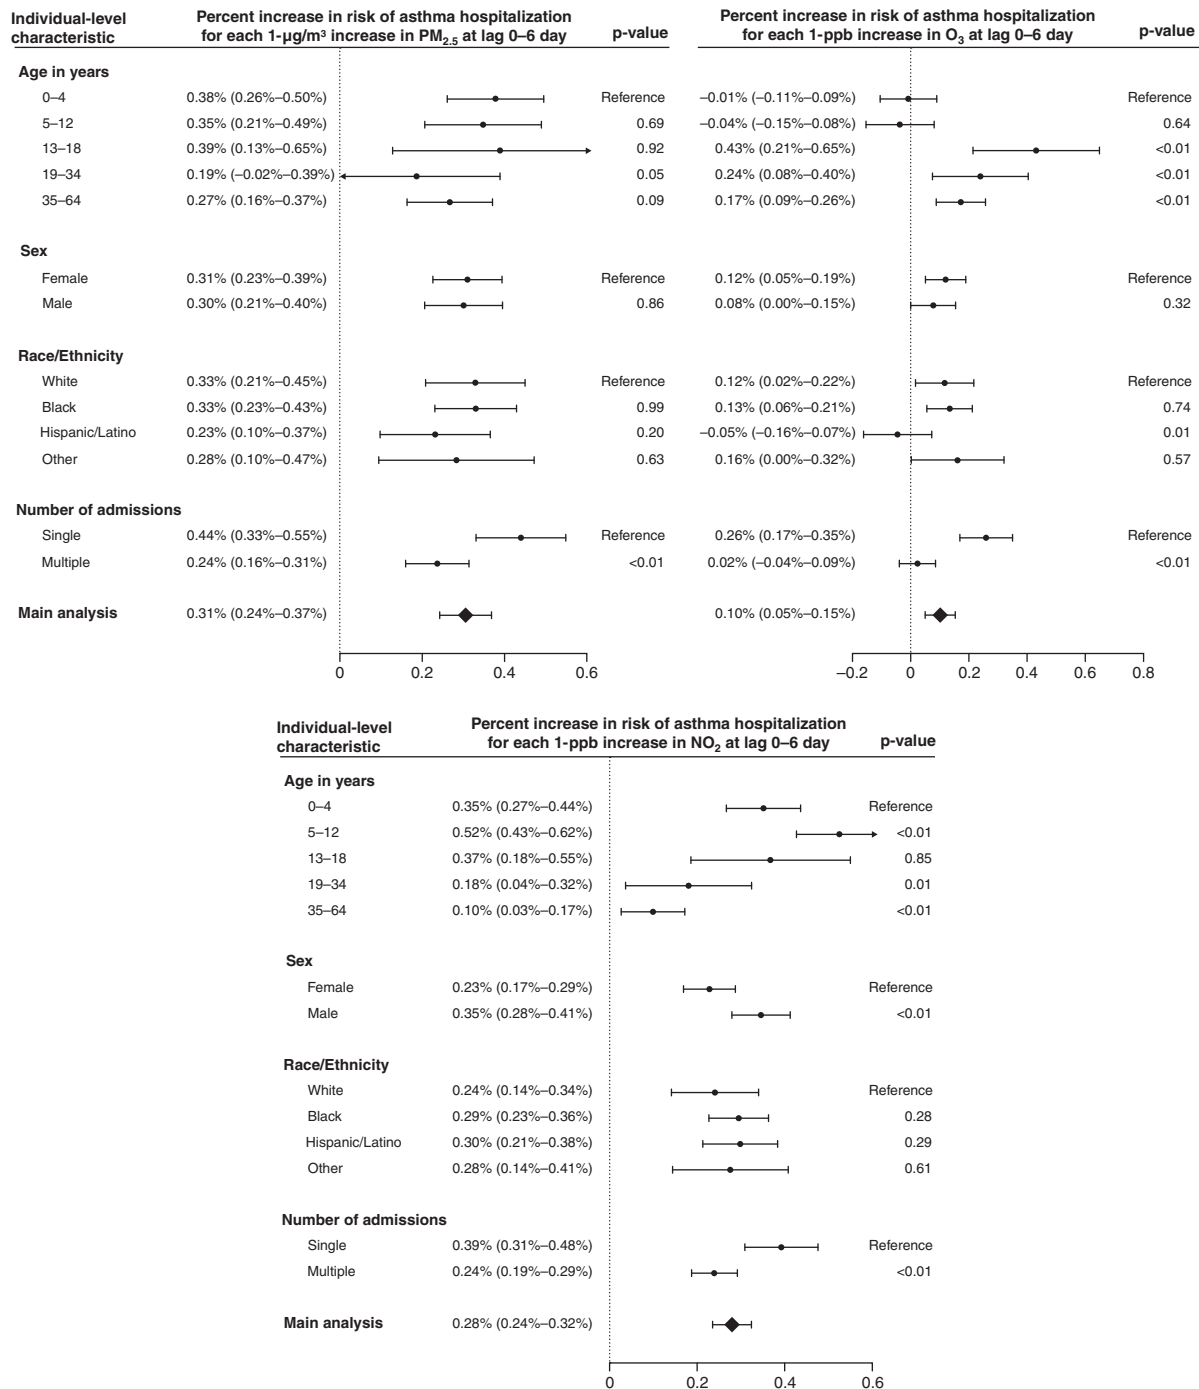 Individual-level
characteristic
Percent increase in risk of asthma hospitalization
for each 1-μg/m³ increase in PM2.5 at lag 0–6 day
p-value
Percent increase in risk of asthma hospitalization
for each 1-ppb increase in O3 at lag 0–6 day
p-value
Age in years
0–4 0.38% (0.26%–0.50%) Reference −0.01% (−0.11%–0.09%) Reference
5–12 0.35% (0.21%–0.49%) 0.69 −0.04% (−0.15%–0.08%) 0.64
13–18 0.39% (0.13%–0.65%) 0.92 0.43% (0.21%–0.65%) <0.01
19–34 0.19% (−0.02%–0.39%) 0.05 0.24% (0.08%–0.40%) <0.01
35–64 0.27% (0.16%–0.37%) 0.09 0.17% (0.09%–0.26%) <0.01
Sex
Female 0.31% (0.23%–0.39%) Reference 0.12% (0.05%–0.19%) Reference
Male 0.30% (0.21%–0.40%) 0.86 0.08% (0.00%–0.15%) 0.32
Race/Ethnicity
White 0.33% (0.21%–0.45%) Reference 0.12% (0.02%–0.22%) Reference
Black 0.33% (0.23%–0.43%) 0.99 0.13% (0.06%–0.21%) 0.74
Hispanic/Latino 0.23% (0.10%–0.37%) 0.20 −0.05% (−0.16%–0.07%) 0.01
Other 0.28% (0.10%–0.47%) 0.63 0.16% (0.00%–0.32%) 0.57
Number of admissions
Single 0.44% (0.33%–0.55%) Reference 0.26% (0.17%–0.35%) Reference
Multiple 0.24% (0.16%–0.31%) <0.01 0.02% (−0.04%–0.09%) <0.01
Main analysis 0.31% (0.24%–0.37%) 0.10% (0.05%–0.15%)
0 0.2 0.4 0.6 −0.2 0 0.2 0.4 0.6 0.8
Individual-level
characteristic
Percent increase in risk of asthma hospitalization
for each 1-ppb increase in NO2 at lag 0–6 day
p-value
Age in years
0–4 0.35% (0.27%–0.44%) Reference
5–12 0.52% (0.43%–0.62%) <0.01
13–18 0.37% (0.18%–0.55%) 0.85
19–34 0.18% (0.04%–0.32%) 0.01
35–64 0.10% (0.03%–0.17%) <0.01
Sex
Female 0.23% (0.17%–0.29%) Reference
Male 0.35% (0.28%–0.41%) <0.01
Race/Ethnicity
White 0.24% (0.14%–0.34%) Reference
Black 0.29% (0.23%–0.36%) 0.28
Hispanic/Latino 0.30% (0.21%–0.38%) 0.29
Other 0.28% (0.14%–0.41%) 0.61
Number of admissions
Single 0.39% (0.31%–0.48%) Reference
Multiple 0.24% (0.19%–0.29%) <0.01
Main analysis 0.28% (0.24%–0.32%)
0 0.2 0.4 0.6